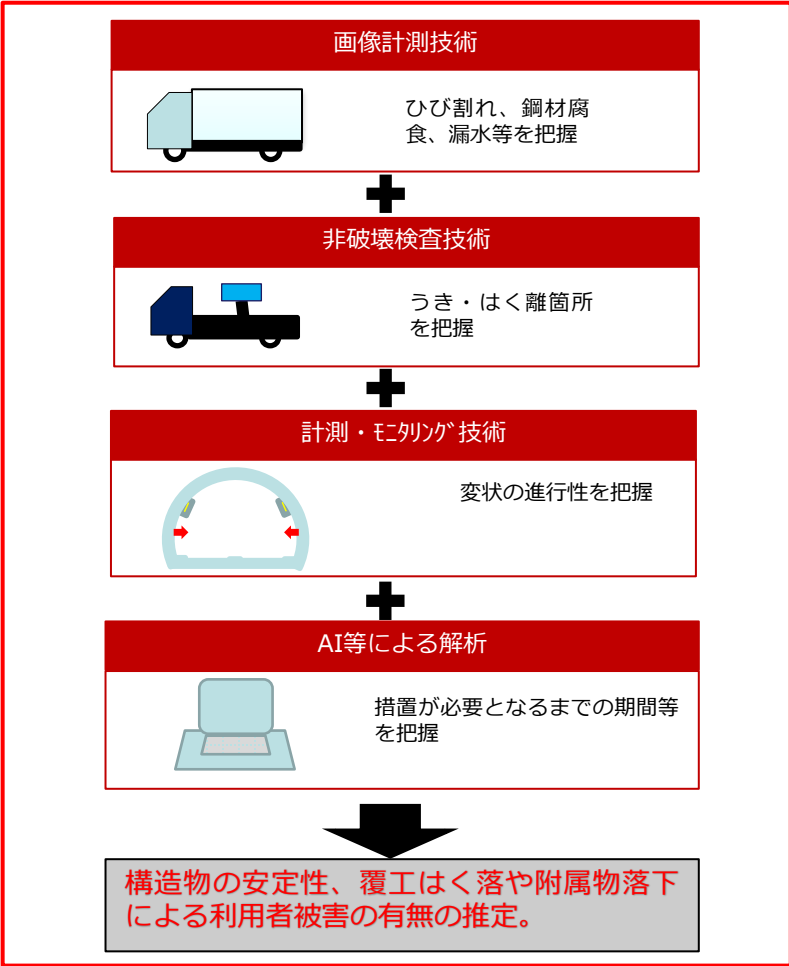 画像計測技術
ひび割れ、鋼材腐
食、漏水等を把握
非破壊検査技術
うき・はく離箇所
を把握
計測・ﾓﾆﾀﾘﾝｸﾞ技術
変状の進行性を把握
AI等による解析
措置が必要となるまでの期間等
を把握
構造物の安定性、覆工はく落や附属物落下
による利用者被害の有無の推定。